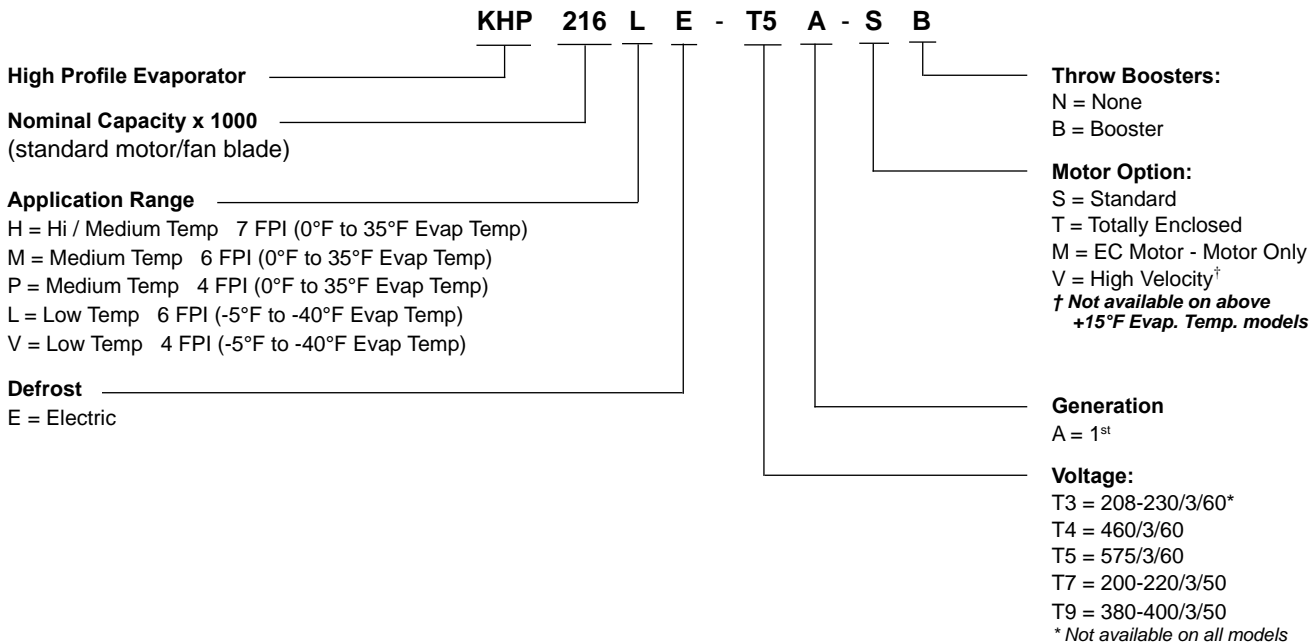 KHP 216 L E - T5 A - S B
High Profile Evaporator
Nominal Capacity x 1000
(standard motor/fan blade)
Application Range
H = Hi / Medium Temp 7 FPI (0°F to 35°F Evap Temp)
M = Medium Temp 6 FPI (0°F to 35°F Evap Temp)
P = Medium Temp 4 FPI (0°F to 35°F Evap Temp)
L = Low Temp 6 FPI (-5°F to -40°F Evap Temp)
V = Low Temp 4 FPI (-5°F to -40°F Evap Temp)
Defrost
E = Electric
Throw Boosters:
N = None
B = Booster
Motor Option:
S = Standard
T = Totally Enclosed
M = EC Motor - Motor Only
V = High Velocity†
† Not available on above
+15°F Evap. Temp. models
Generation
A = 1st
Voltage:
T3 = 208-230/3/60*
T4 = 460/3/60
T5 = 575/3/60
T7 = 200-220/3/50
T9 = 380-400/3/50
* Not available on all models